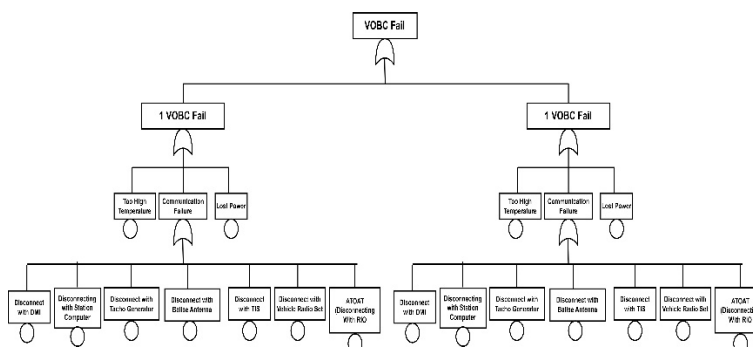 VOBC Fail
1 VOBC Fail
1 VOBC Fail
Too High
Temperature
Communication
Failure
Lost Power
Too High
Temperature
Communication
Failure
Lost Power
Disconnect
with DMI
Disconnecting
with Station
Computer
Disconnect with
Tacho Generator
Disconnect with
Balise Antenna
Disconnect
with TIS
Disconnect with
Vehicle Radio Set
ATOAT
(Disconnecting
With RIO
Disconnect
with DMI
Disconnecting
with Station
Computer
Disconnect with
Tacho Generator
Disconnect with
Balise Antenna
Disconnect
with TIS
Disconnect with
Vehicle Radio Set
ATOAT
(Disconnecting
With RIO